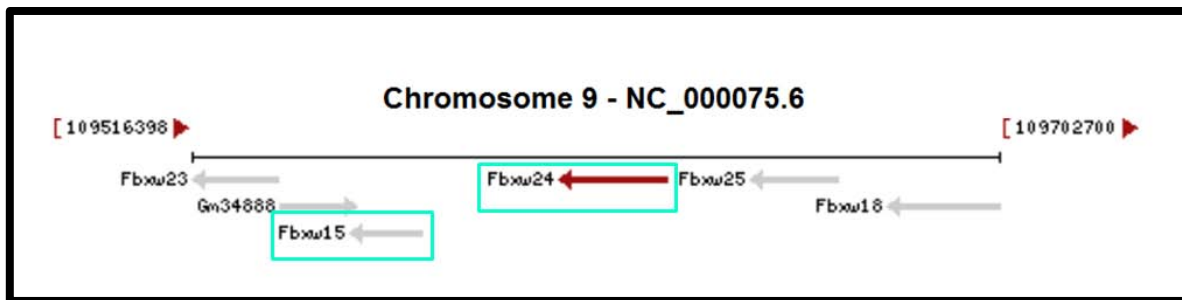 Chromosome 9 - NC_000075.6
[109516398
[109702700
Fbxw23
Fbxw24
Fbxw25
Gm34888
Fbxw18
Fbxw15